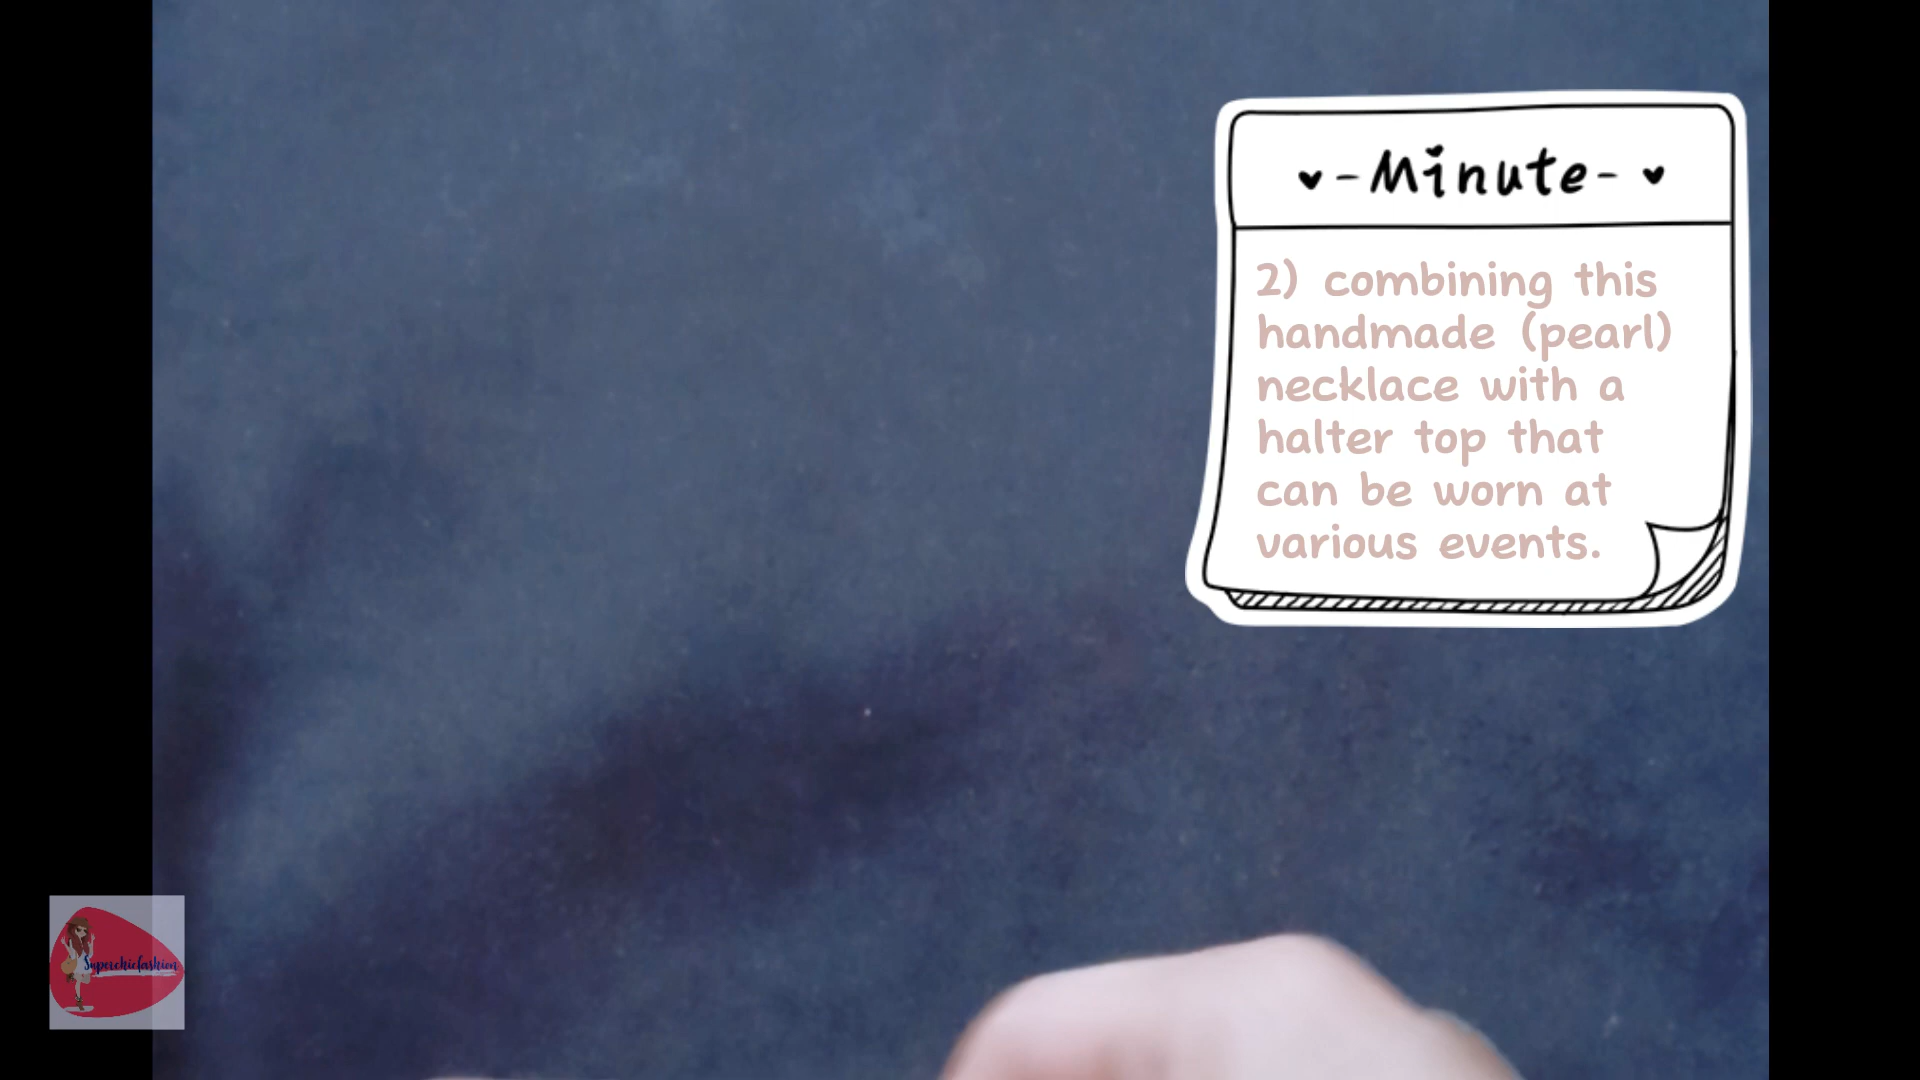 -Minute-
2) combining this
handmade (pearl)
necklace with a
halter top that
can be worn at
various events.
Superchicfashion